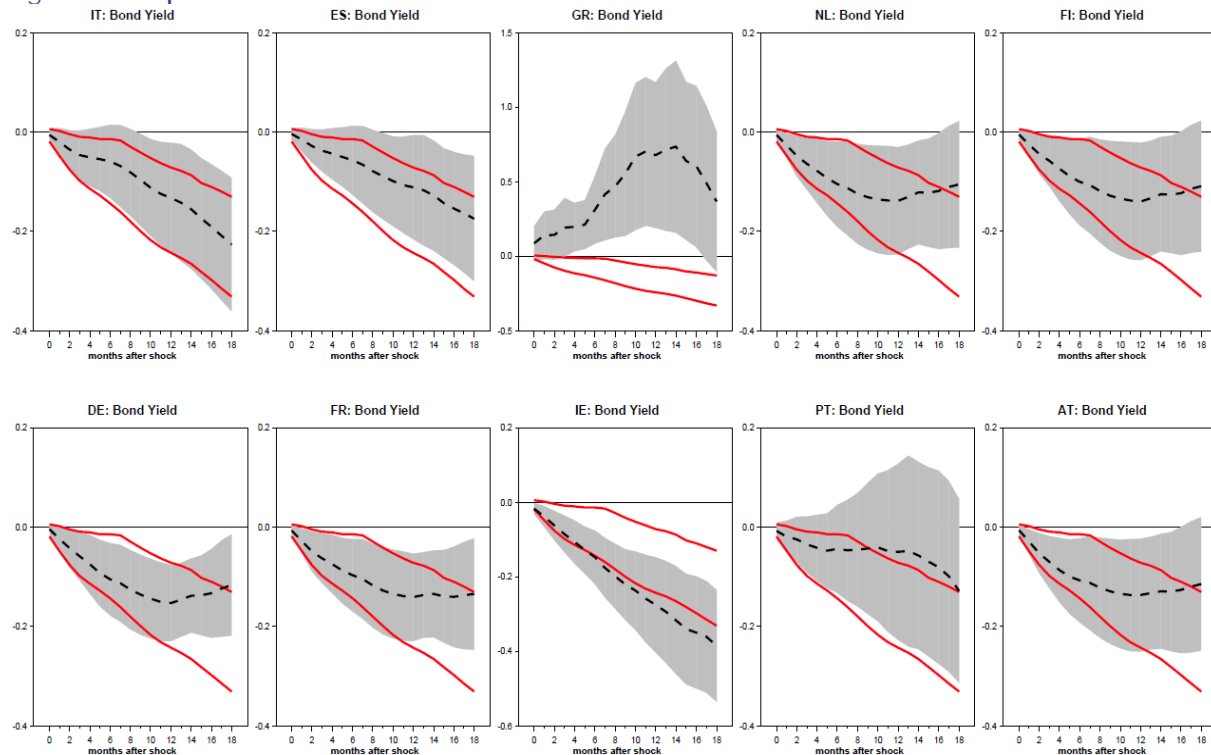 IT: Bond Yield ES: Bond Yield GR: Bond Yield NL: Bond Yield FI: Bond Yield
0.2 0.2 1.5 0.2 0.2
1.0
0.0 0.0 0.0 0.0
0.5
-0.2 -0.2 -0.2 -0.2
0.0
-0.4 -0.4 -0.5 -0.4 -0.4
0 2 4 6 8 10 12 14 16 18 0 2 4 6 8 10 12 14 16 18 0 2 4 6 8 10 12 14 16 18 0 2 4 6 8 10 12 14 16 18 0 2 4 6 8 10 12 14 16 18
months after shock months after shock months after shock months after shock months after shock
DE: Bond Yield FR: Bond Yield IE: Bond Yield PT: Bond Yield AT: Bond Yield
0.2 0.2 0.2 0.2 0.2
0.0
0.0 0.0 0.0 0.0
-0.2
-0.2 -0.2 -0.2 -0.2
-0.4
-0.4 -0.4 -0.6 -0.4 -0.4
0 2 4 6 8 10 12 14 16 18 0 2 4 6 8 10 12 14 16 18 0 2 4 6 8 10 12 14 16 18 0 2 4 6 8 10 12 14 16 18 0 2 4 6 8 10 12 14 16 18
months after shock months after shock months after shock months after shock months after shock